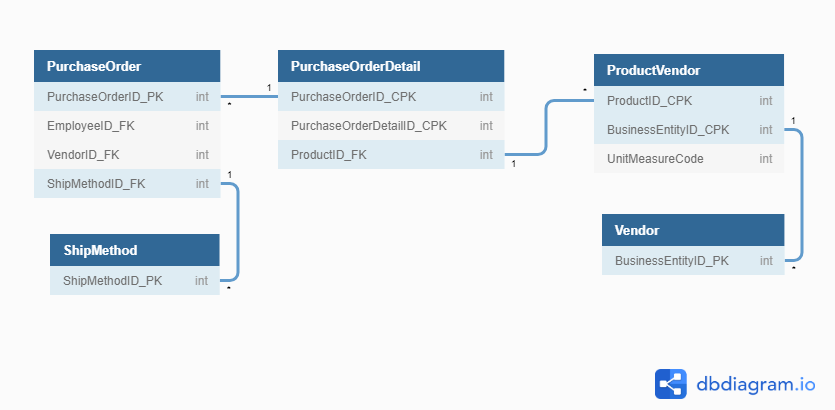 PurchaseOrder
PurchaseOrderID_PK int
EmployeeID_FK int
VendorID_FK int
ShipMethodID_FK int
1
*
1
*
ShipMethod
ShipMethodID_PK int
PurchaseOrderDetail
PurchaseOrderID_CPK int
PurchaseOrderDetailID_CPK int
ProductID_FK int
1
*
ProductVendor
ProductID_CPK int
BusinessEntityID_CPK int
UnitMeasureCode int
1
*
Vendor
BusinessEntityID_PK int
dbdiagram.io